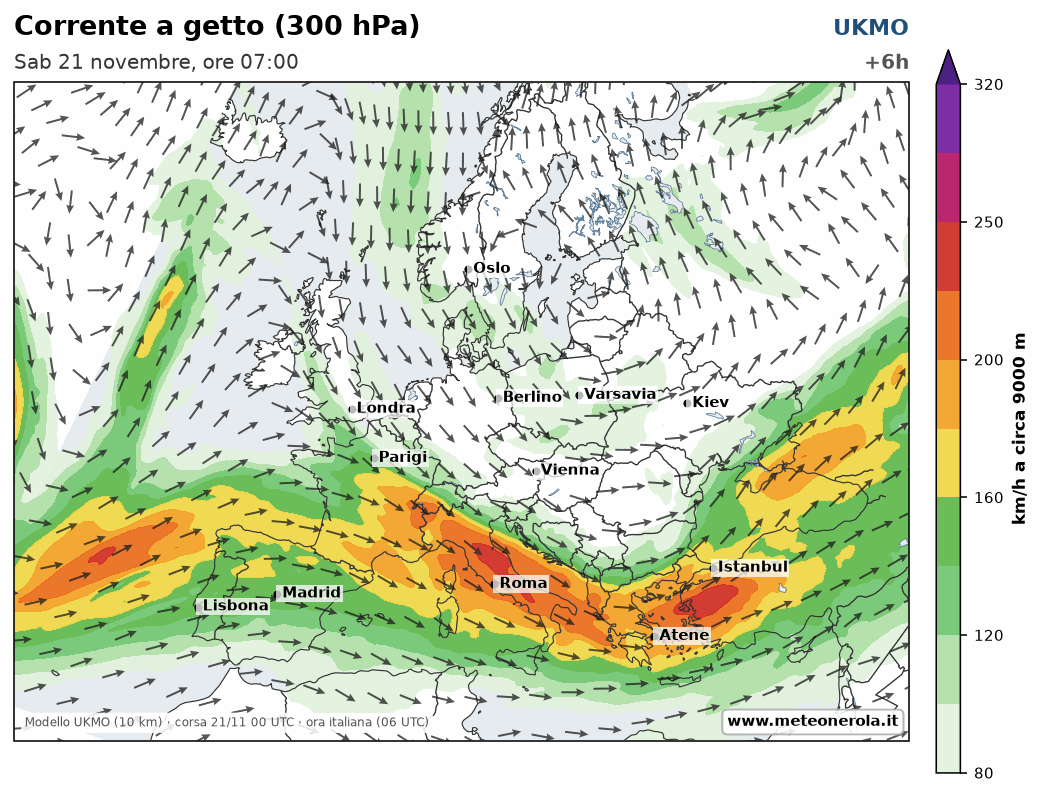 Corrente a getto (300 hPa)
UKMO
Sab 21 novembre, ore 07:00
+6h
Oslo
Berlino
Varsavia
Kiev
Londra
Parigi
Vienna
Istanbul
Roma
Madrid
Lisbona
Atene
Modello UKMO (10 km) · corsa 21/11 00 UTC · ora italiana (06 UTC)
www.meteonerola.it
320
250
200
160
120
80
km/h a circa 9000 m